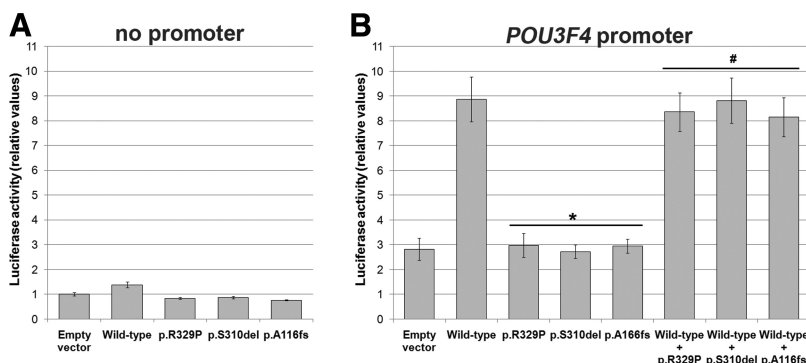 A
no promoter
Luciferase activity (relative values)
11
10
9
8
7
6
5
4
3
2
1
0
Empty vector
Wild-type
p.R329P
p.S310del
p.A116fs
B
POU3F4 promoter
Luciferase activity (relative values)
11
10
9
8
7
6
5
4
3
2
1
0
*
#
Empty vector
Wild-type
p.R329P
p.S310del
p.A166fs
Wild-type + p.R329P
Wild-type + p.S310del
Wild-type + p.A116fs